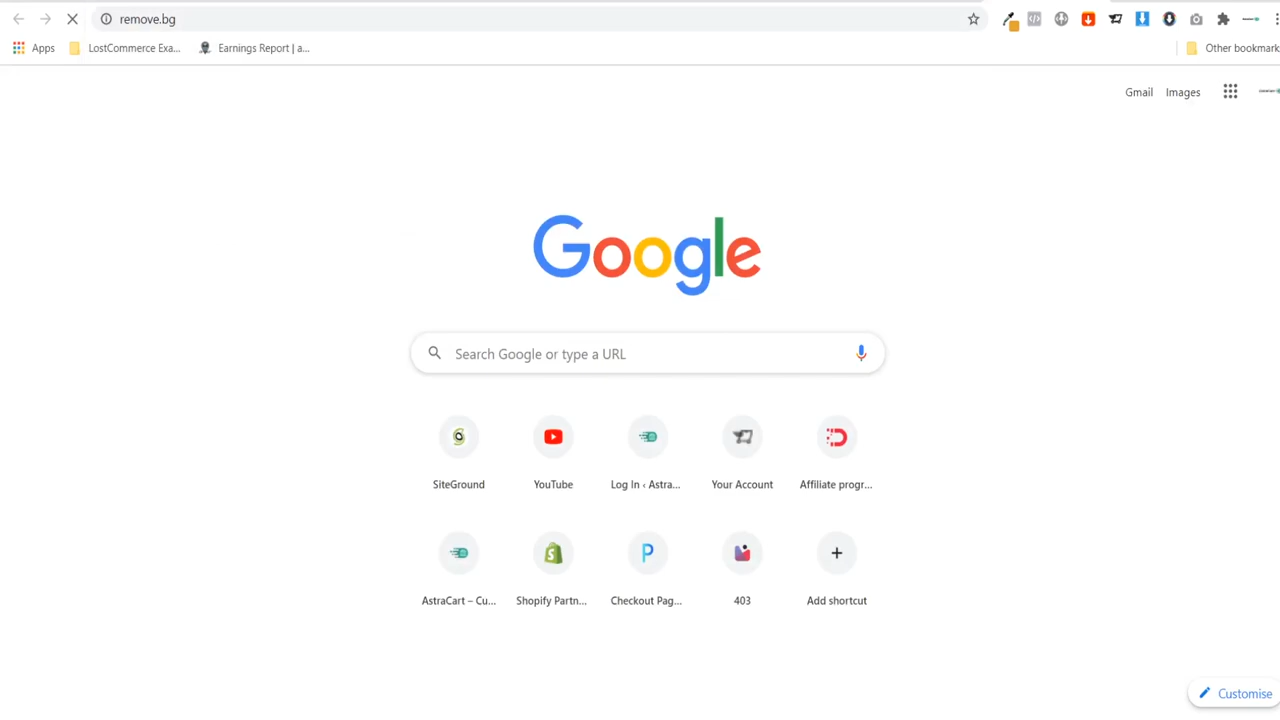 remove.bg
Apps
LostCommerce Exa...
Earnings Report | a...
Other bookmark
Gmail
Images
Google
Search Google or type a URL
SiteGround
YouTube
Log In ‹ Astra...
Your Account
Affiliate progr...
AstraCart – Cu...
Shopify Partn...
Checkout Pag...
403
Add shortcut
Customise